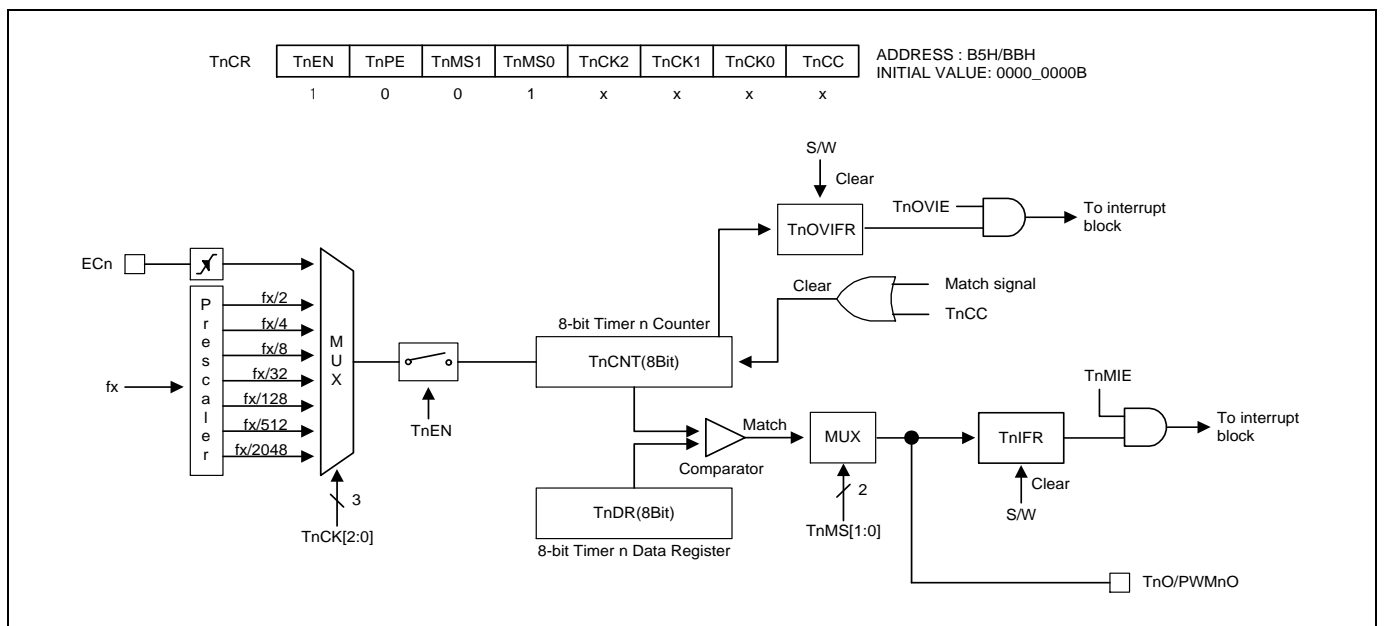 TnCR TnEN TnPE TnMS1 TnMS0 TnCK2 TnCK1 TnCK0 TnCC
ADDRESS : B5H/BBH
INITIAL VALUE: 0000_0000B
1 0 0 1 x x x x
S/W
Clear
TnOVIFR
TnOVIE
To interrupt
block
ECn
Prescaler
fx
fx/2
fx/4
fx/8
fx/32
fx/128
fx/512
fx/2048
MUX
3
TnCK[2:0]
TnEN
8-bit Timer n Counter
TnCNT(8Bit)
Clear
Match signal
TnCC
Match
Comparator
TnDR(8Bit)
8-bit Timer n Data Register
MUX
2
TnMS[1:0]
TnIFR
Clear
S/W
TnMIE
To interrupt
block
TnO/PWMnO